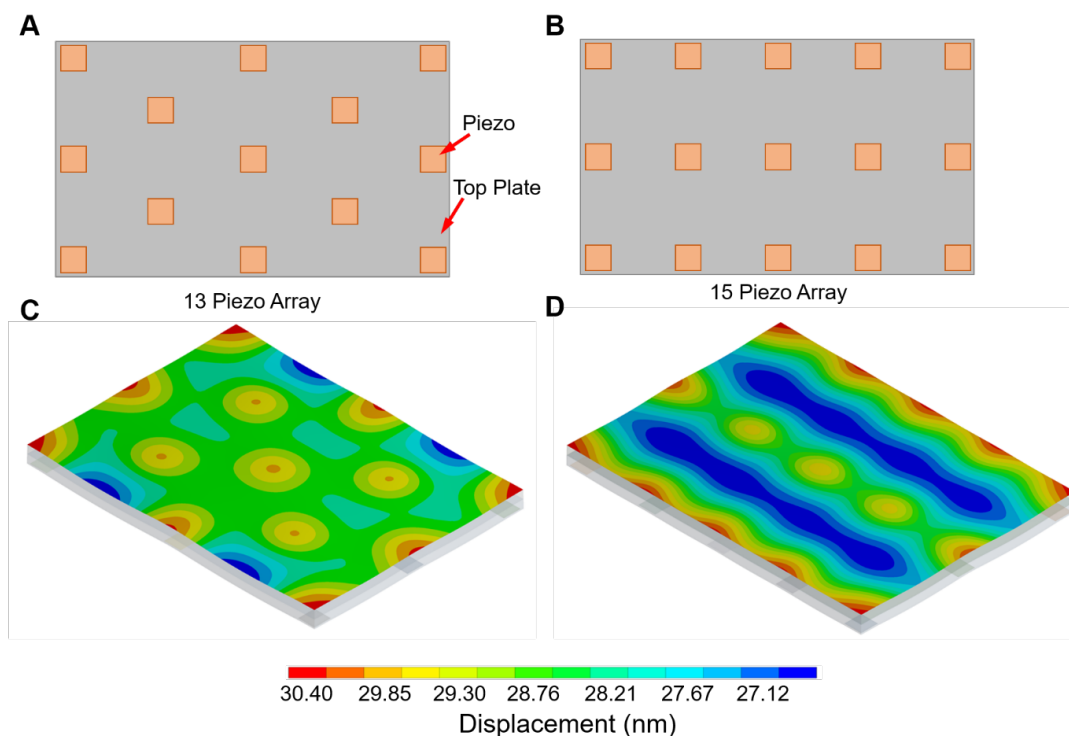 A
B
Piezo
Top Plate
13 Piezo Array
15 Piezo Array
C
D
30.40 29.85 29.30 28.76 28.21 27.67 27.12
Displacement (nm)